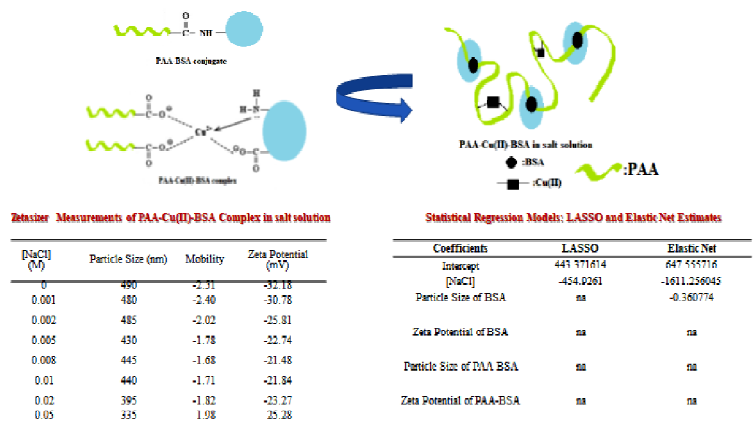 O
C NH
PAA-BSA conjugate
O
C O
O
C O
Cu²⁺
H
H-N
O-C
O
PAA-Cu(II)-BSA complex
PAA-Cu(II)-BSA in salt solution
:BSA
:Cu(II)
:PAA
Zetasizer Measurements of PAA-Cu(II)-BSA Complex in salt solution
[NaCl] (M) Particle Size (nm) Mobility Zeta Potential (mV)
0 490 -2.31 -32.18
0.001 480 -2.40 -30.78
0.002 485 -2.02 -25.81
0.005 430 -1.78 -22.74
0.008 445 -1.68 -21.48
0.01 440 -1.71 -21.84
0.02 395 -1.82 -23.27
0.05 335 1.98 25.28
Statistical Regression Models: LASSO and Elastic Net Estimates
Coefficients LASSO Elastic Net
Intercept 443.371614 647.555716
[NaCl] -454.9261 -1611.256045
Particle Size of BSA na -0.360774
Zeta Potential of BSA na na
Particle Size of PAA BSA na na
Zeta Potential of PAA-BSA na na